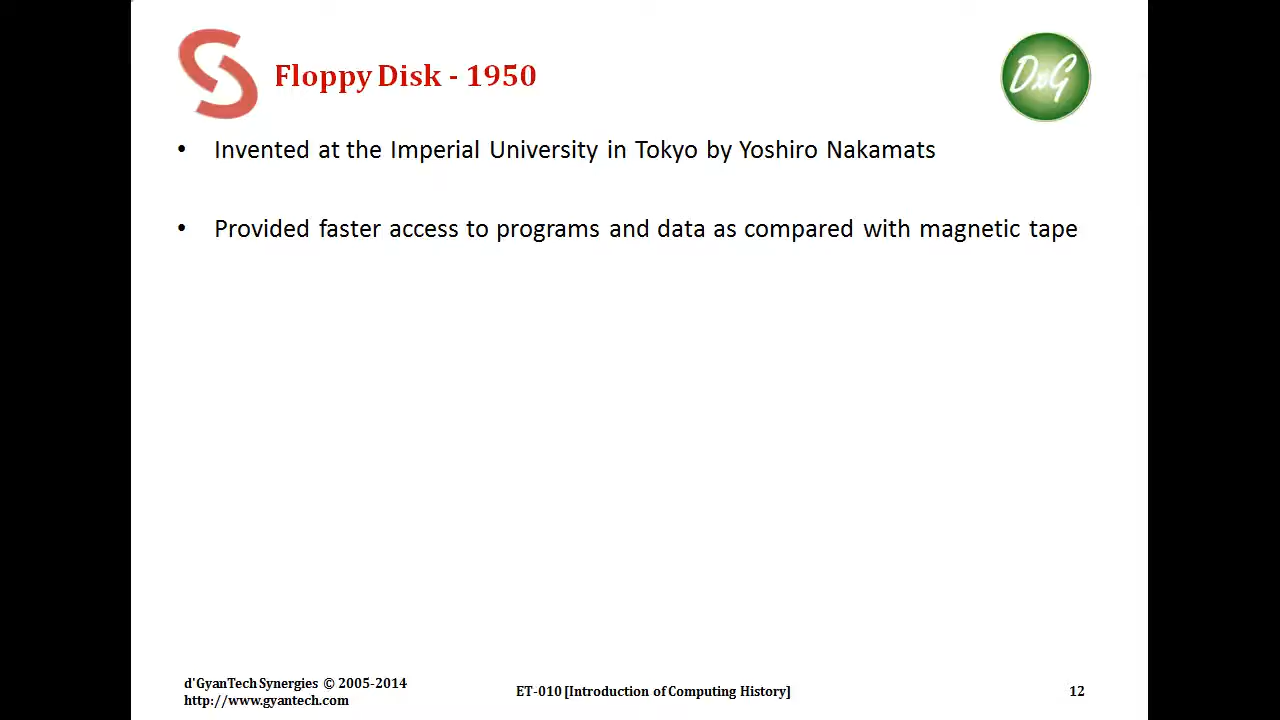 Floppy Disk - 1950
DxG
• Invented at the Imperial University in Tokyo by Yoshiro Nakamats
• Provided faster access to programs and data as compared with magnetic tape
d'GyanTech Synergies © 2005-2014
http://www.gyantech.com
ET-010 [Introduction of Computing History]
12